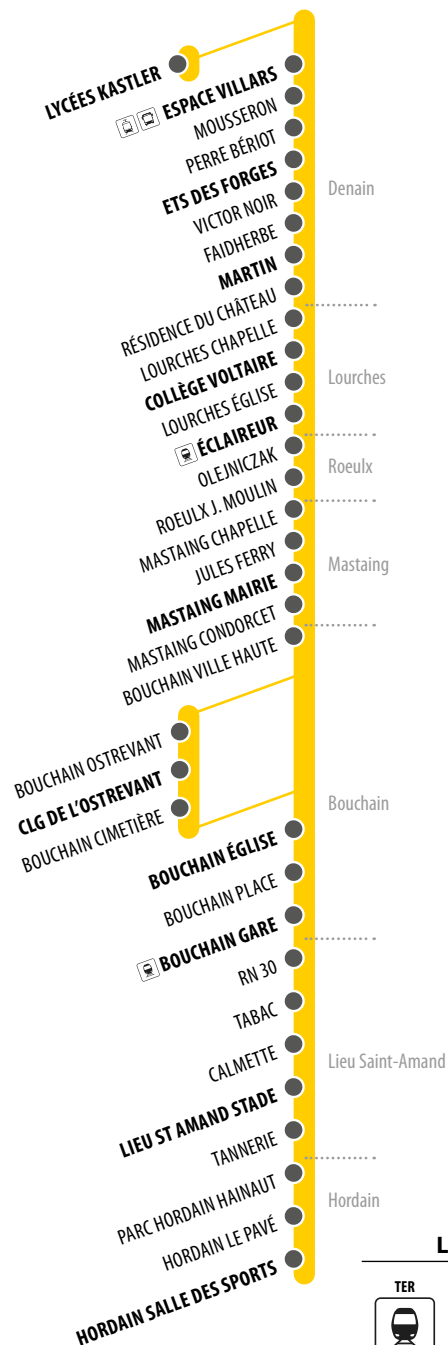 LYCÉES KASTLER
ESPACE VILLARS
MOUSSERON
PERRE BÉRIOT
ETS DES FORGES
VICTOR NOIR
FAIDHERBE
MARTIN
RÉSIDENCE DU CHÂTEAU
Denain
LOURCHES CHAPELLE
COLLÈGE VOLTAIRE
LOURCHES ÉGLISE
ÉCLAIREUR
Lourches
OLEJNICZAK
ROEULX J. MOULIN
Roeulx
MASTAING CHAPELLE
JULES FERRY
MASTAING MAIRIE
MASTAING CONDORCET
Mastaing
BOUCHAIN VILLE HAUTE
BOUCHAIN OSTREVANT
CLG DE L'OSTREVANT
BOUCHAIN CIMETIÈRE
BOUCHAIN ÉGLISE
BOUCHAIN PLACE
BOUCHAIN GARE
Bouchain
RN 30
TABAC
CALMETTE
LIEU ST AMAND STADE
TANNERIE
Lieu Saint-Amand
PARC HORDAIN HAINAUT
HORDAIN LE PAVÉ
HORDAIN SALLE DES SPORTS
Hordain
L
TER